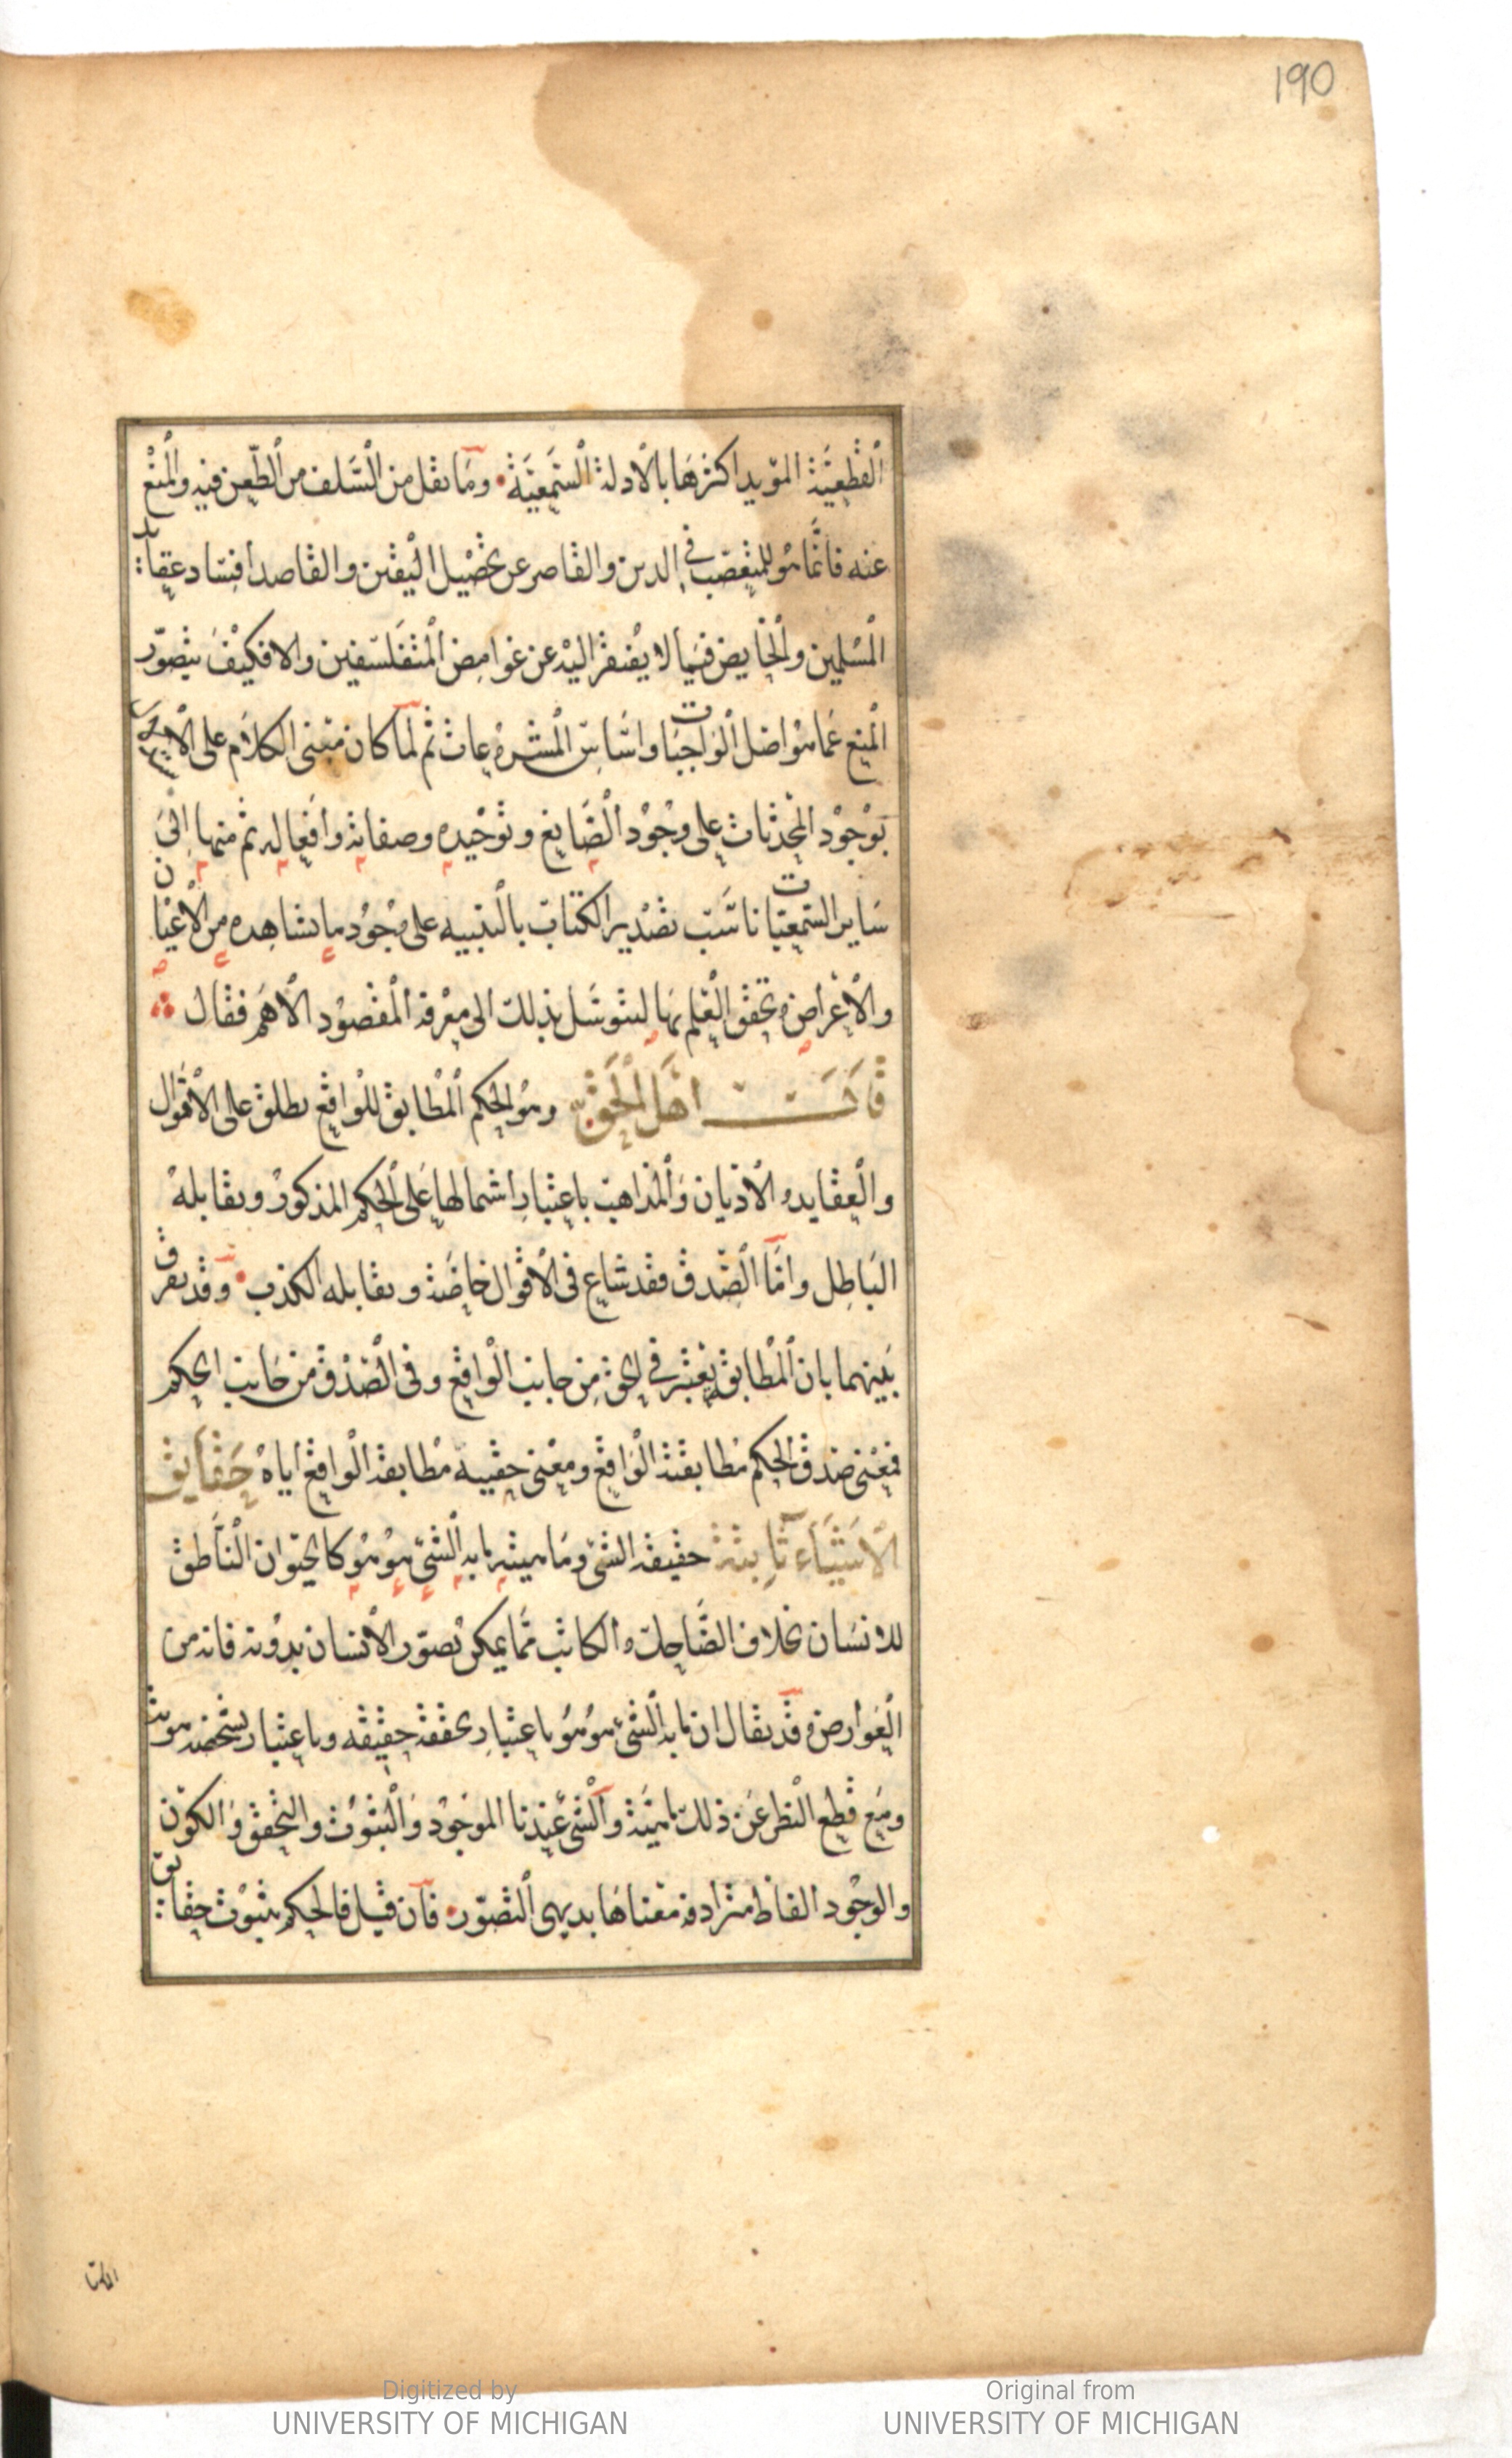 190
القطعية المؤيد اكثرها بالادلة السمعية وما نقل من السلف من الطعن فيه والمنع
عنه فانما هو للمتعصب في الدين والقاصر عن تحصيل اليقين والقاصد افساد عقايد
المسلمين والخايض فيما لا يفتقر اليه عن غوامض المتفلسفين والا فكيف يتصور
المنع عما هو اصل الواجبات واساس المشروعات ثم لما كان مبنى الكلام على الاستدلال
بوجود المحدثات على وجود الصانع وتوحيده وصفاته وافعاله ثم منها الى
ساير السمعيات ناسب تصدير الكتاب بالتنبيه على وجود ما نشاهده من الاعيان
والاعراض وتحقق العلم بها ليتوسل بذلك الى معرفة المقصود الاهم فقال
قال اهل الحق وهو الحكم المطابق للواقع يطلق على الاقوال
والعقايد والاديان والمذاهب باعتبار اشتمالها على الحكم المذكور ويقابله
الباطل واما الصدق فقد شاع في الاقوال خاصة ويقابله الكذب وقد يفرق
بينهما بان المطابق يعتبر في الحق من جانب الواقع وفي الصدق من جانب الحكم
فمعنى صدق الحكم مطابقته الواقع ومعنى حقيته مطابقة الواقع اياه حقايق
الاشياء ثابتة حقيقة الشئ وماهيته ما به الشئ هو هو كالحيوان الناطق
للانسان بخلاف الضاحك والكاتب مما يمكن تصور الانسان بدونه فانه من
العوارض وقد يقال ان ما به الشئ هو هو باعتبار تحققه حقيقه وباعتبار تشخصه هوية
ومع قطع النظر عن ذلك ماهية والشئ عندنا الموجود والثبوت والتحقق والكون
والوجود الفاظ مترادفة معناها بديهى التصور فان قيل فالحكم بثبوت حقايق
Digitized by
UNIVERSITY OF MICHIGAN
Original from
UNIVERSITY OF MICHIGAN